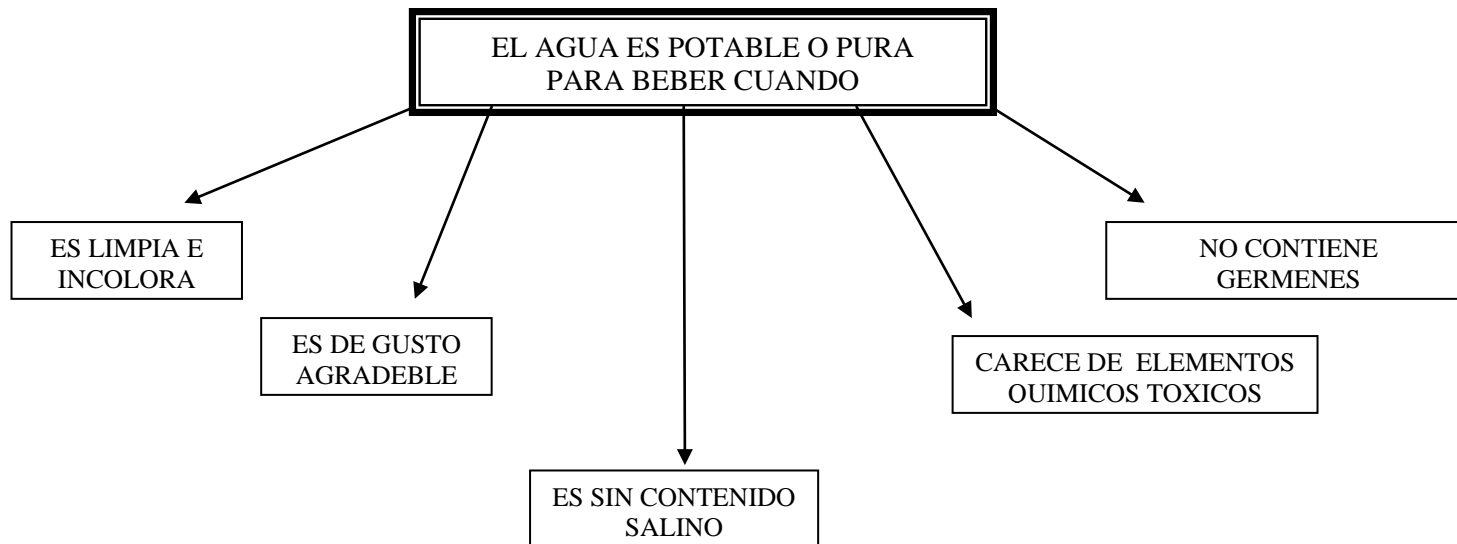 EL AGUA ES POTABLE O PURA
PARA BEBER CUANDO
ES LIMPIA E
INCOLORA
ES DE GUSTO
AGRADEBLE
ES SIN CONTENIDO
SALINO
CARECE DE ELEMENTOS
QUIMICOS TOXICOS
NO CONTIENE
GERMENES